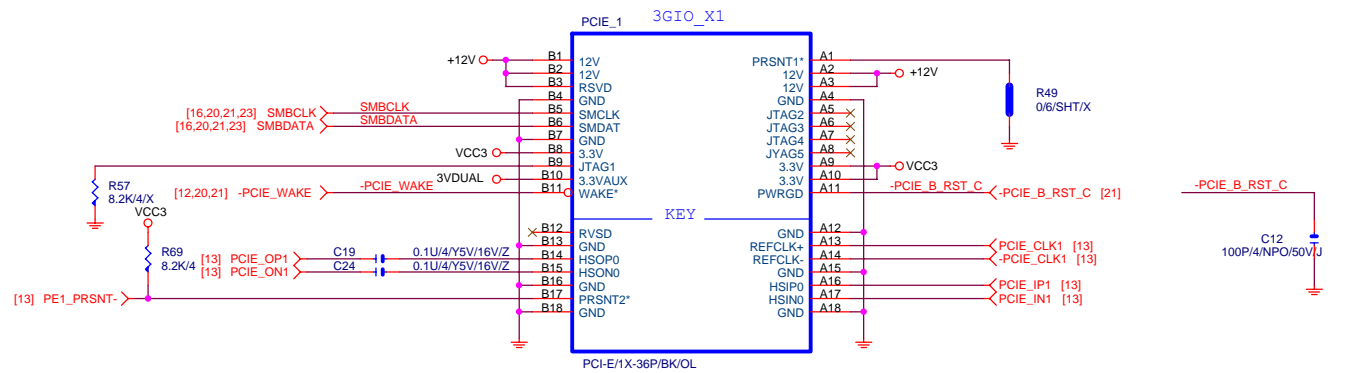 3GIO_X1
PCIE_1
+12V B1 12V PRSNT1* A1
B2 12V 12V A2 +12V
B3 RSVD 12V A3
B4 GND GND A4
[16,20,21,23] SMBCLK SMBCLK B5 SMCLK JTAG2 A5
[16,20,21,23] SMBDATA SMBDATA B6 SMDAT JTAG3 A6
B7 GND JTAG4 A7
VCC3 B8 3.3V JYAG5 A8
B9 JTAG1 3.3V A9 VCC3
3VDUAL B10 3.3VAUX 3.3V A10
[12,20,21] -PCIE_WAKE -PCIE_WAKE B11 WAKE* PWRGD A11 -PCIE_B_RST_C -PCIE_B_RST_C [21]
R49
0/6/SHT/X
R57
8.2K/4/X
-PCIE_B_RST_C
KEY
VCC3
R69
8.2K/4
B12 RVSD GND A12
B13 GND REFCLK+ A13 PCIE_CLK1 [13]
[13] PCIE_OP1 C19 0.1U/4/Y5V/16V/Z B14 HSOP0 REFCLK- A14 -PCIE_CLK1 [13]
[13] PCIE_ON1 C24 0.1U/4/Y5V/16V/Z B15 HSON0 GND A15
B16 GND HSIP0 A16 PCIE_IP1 [13]
[13] PE1_PRSNT- B17 PRSNT2* HSIN0 A17 PCIE_IN1 [13]
B18 GND GND A18
C12
100P/4/NPO/50V/J
PCI-E/1X-36P/BK/OL